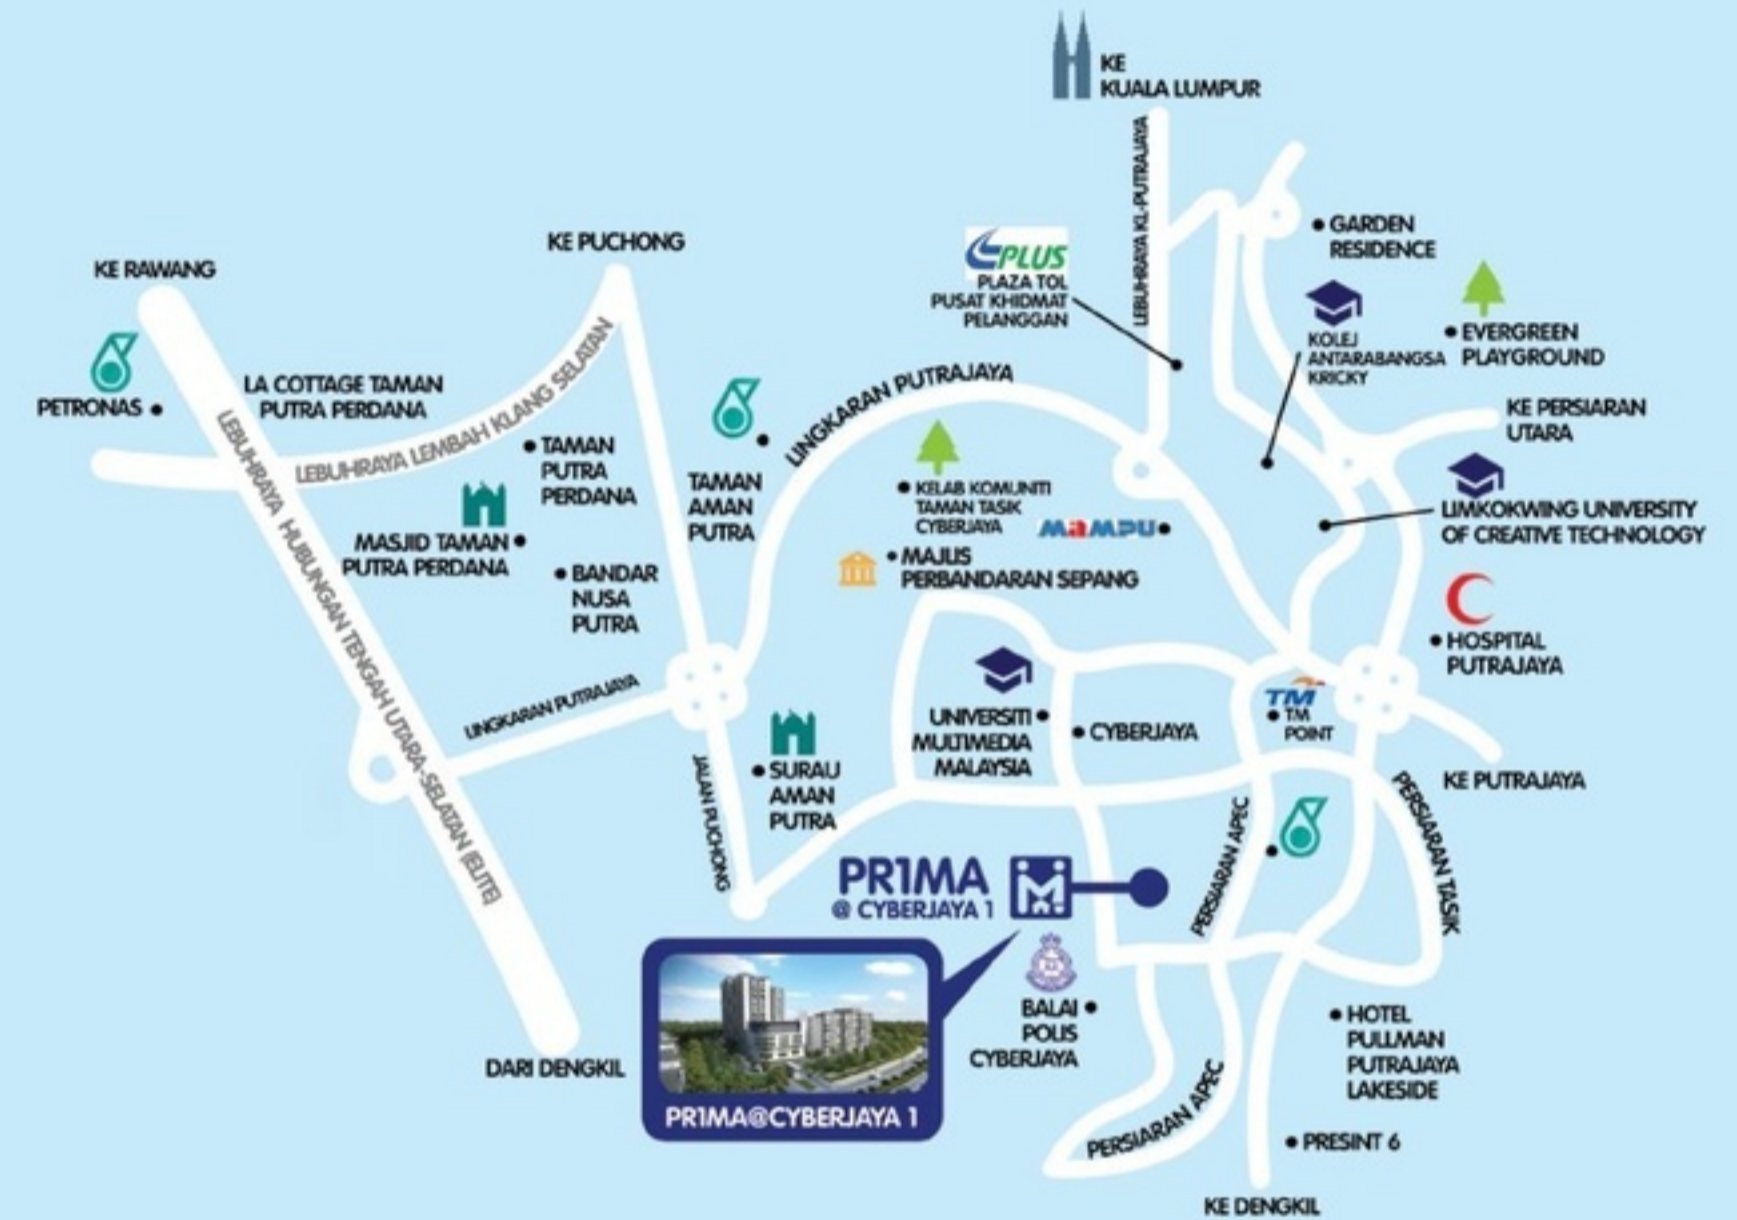 KE
KUALA LUMPUR
LEBUHRAYA KL-PUTRAJAYA
GARDEN
RESIDENCE
KE PUCHONG
KE RAWANG
PLUS
PLAZA TOL
PUSAT KHIDMAT
PELANGGAN
EVERGREEN
PLAYGROUND
KOLEJ
ANTARABANGSA
KRICKY
PETRONAS
LA COTTAGE TAMAN
PUTRA PERDANA
LEBUHRAYA LEMBAH KLANG SELATAN
LINGKARAN PUTRAJAYA
KE PERSIARAN
UTARA
TAMAN
PUTRA
PERDANA
TAMAN
AMAN
PUTRA
KELAB KOMUNITI
TAMAN TASIK
CYBERJAYA
MAMPU
LIMKOKWING UNIVERSITY
OF CREATIVE TECHNOLOGY
MASJID TAMAN
PUTRA PERDANA
MAJLIS
PERBANDARAN SEPANG
BANDAR
NUSA
PUTRA
LEBUHRAYA HUBUNGAN TENGAH UTARA-SELATAN (ELITE)
HOSPITAL
PUTRAJAYA
LINGKARAN PUTRAJAYA
UNIVERSITI
MULTIMEDIA
MALAYSIA
CYBERJAYA
TM
TM
POINT
SURAU
AMAN
PUTRA
JALAN PUCHONG
KE PUTRAJAYA
PERSIARAN APEC
PERSIARAN TASIK
PR1MA
@ CYBERJAYA 1
BALAI
POLIS
CYBERJAYA
HOTEL
PULLMAN
PUTRAJAYA
LAKESIDE
DARI DENGKIL
PR1MA@CYBERJAYA 1
PERSIARAN APEC
PRESINT 6
KE DENGKIL